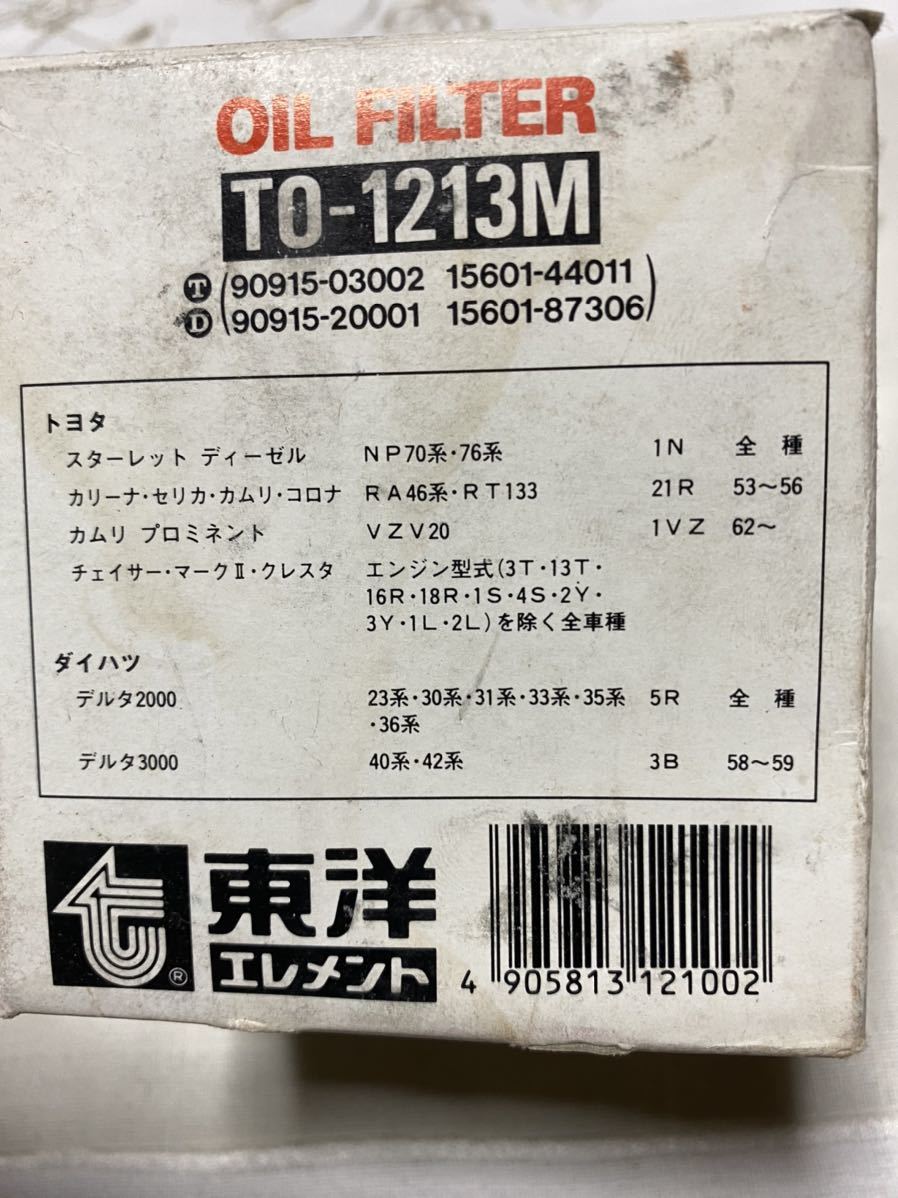 OIL FILTER
TO-1213M
Ⓣ (90915-03002 15601-44011
Ⓓ 90915-20001 15601-87306)
トヨタ
スターレット ディーゼル NP70系・76系 1N 全種
カリーナ・セリカ・カムリ・コロナ RA46系・RT133 21R 53〜56
カムリ プロミネント VZV20 1VZ 62〜
チェイサー・マークⅡ・クレスタ エンジン型式(3T・13T・
16R・18R・1S・4S・2Y・
3Y・1L・2L)を除く全車種
ダイハツ
デルタ2000 23系・30系・31系・33系・35系 5R 全種
・36系
デルタ3000 40系・42系 3B 58〜59
東洋
エレメント ®
4 905813 121002